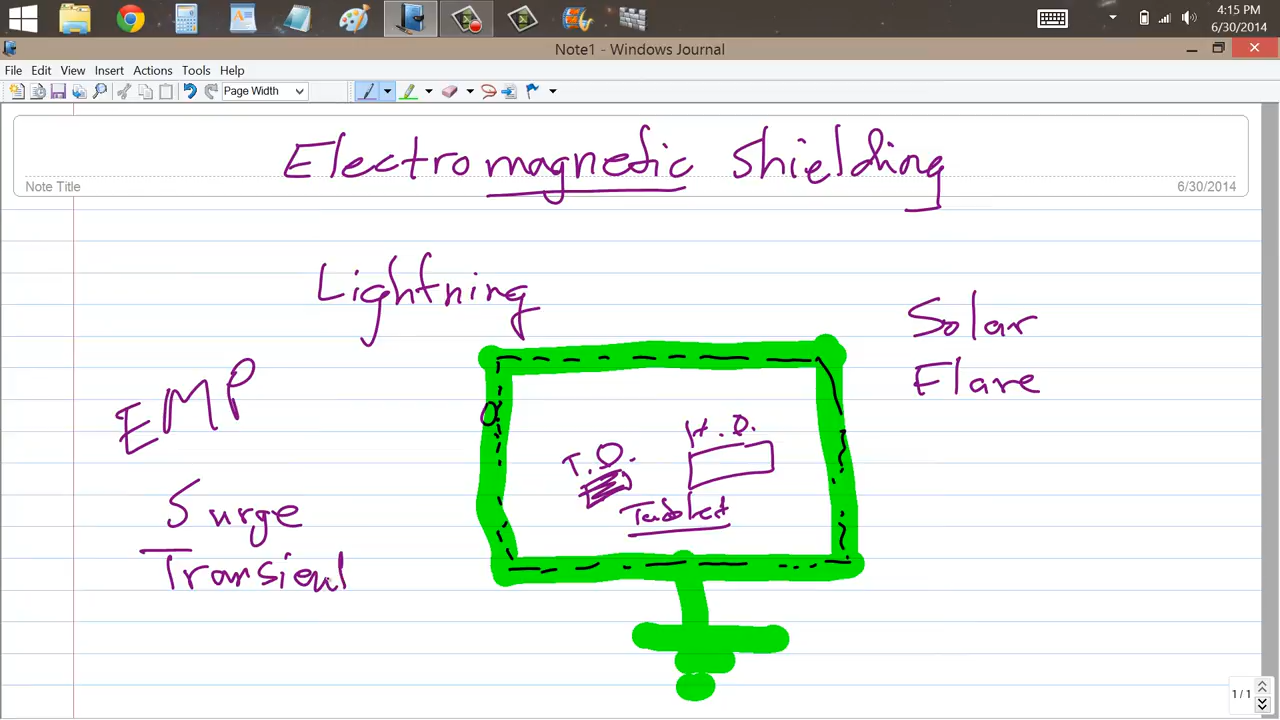 4:15 PM
6/30/2014
Note1 - Windows Journal
File Edit View Insert Actions Tools Help
Page Width
Electromagnetic Shielding
Note Title
6/30/2014
Lightning
Solar
Flare
EMP
H.D.
T.D.
Surge
Transient
1/1